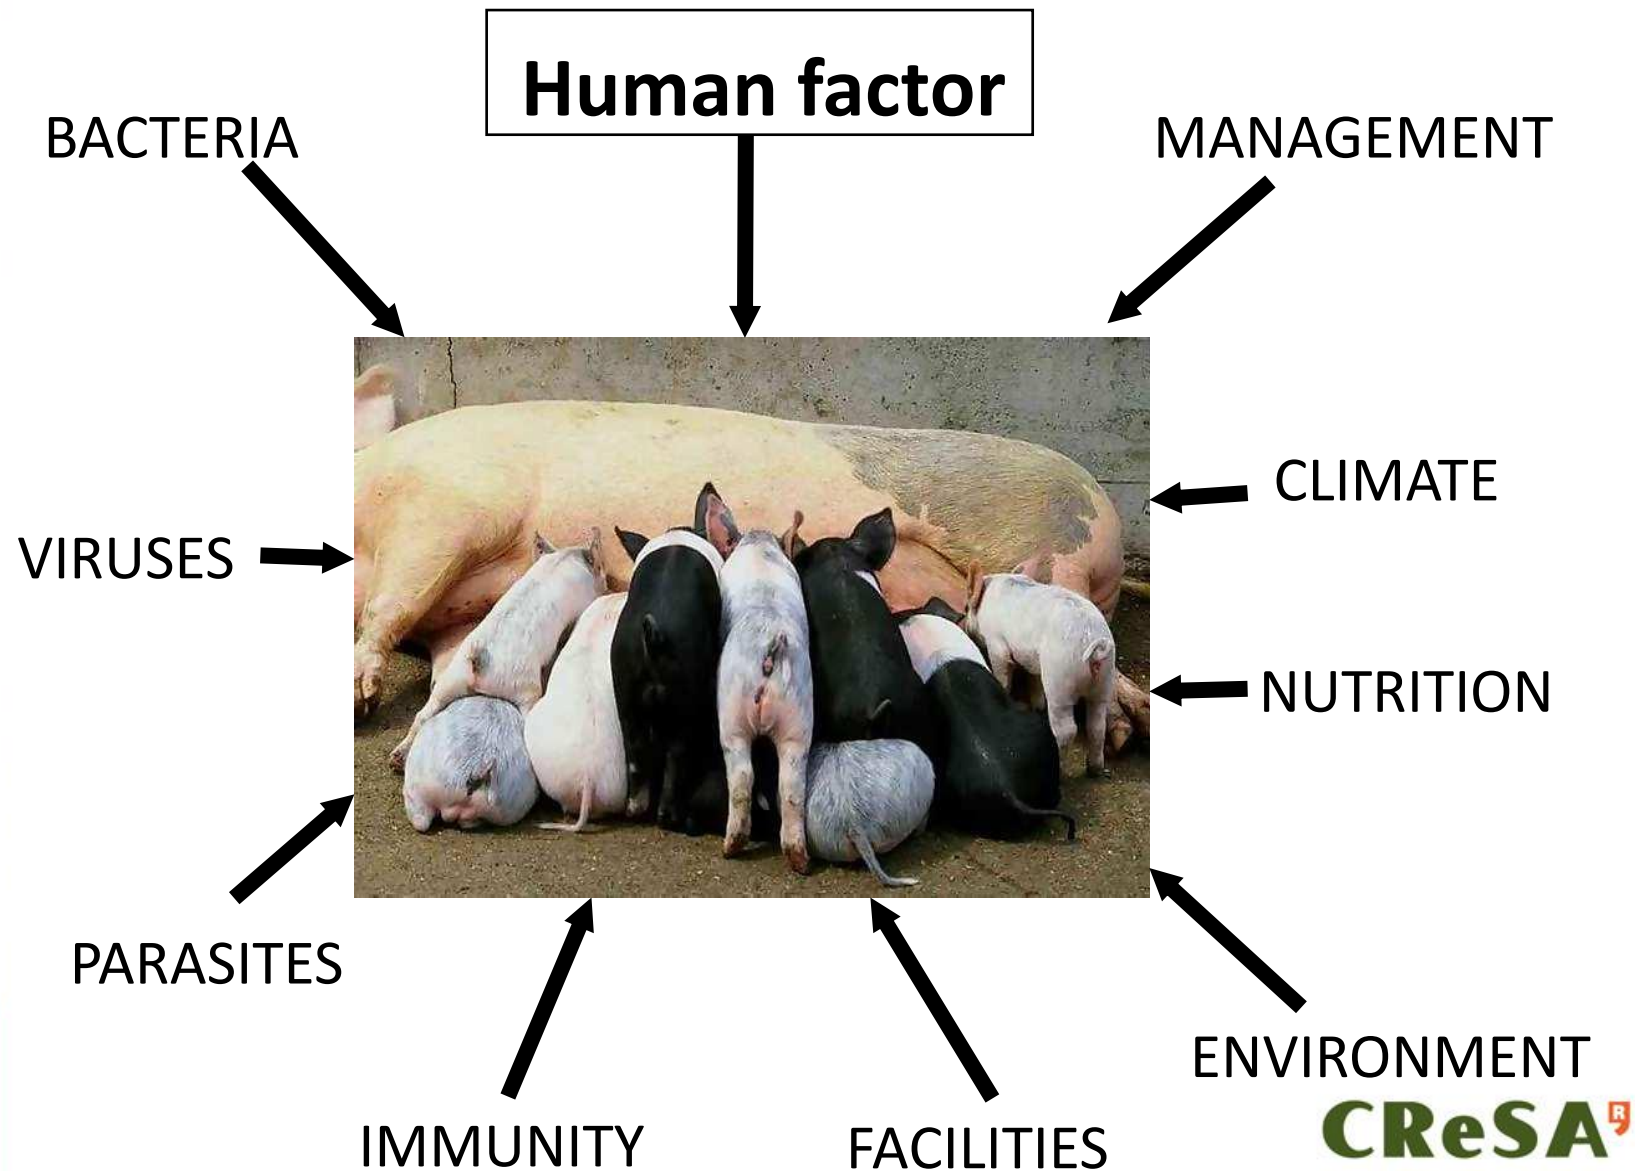 Human factor
BACTERIA
MANAGEMENT
CLIMATE
VIRUSES
NUTRITION
PARASITES
ENVIRONMENT
IMMUNITY
FACILITIES
CReSA
R